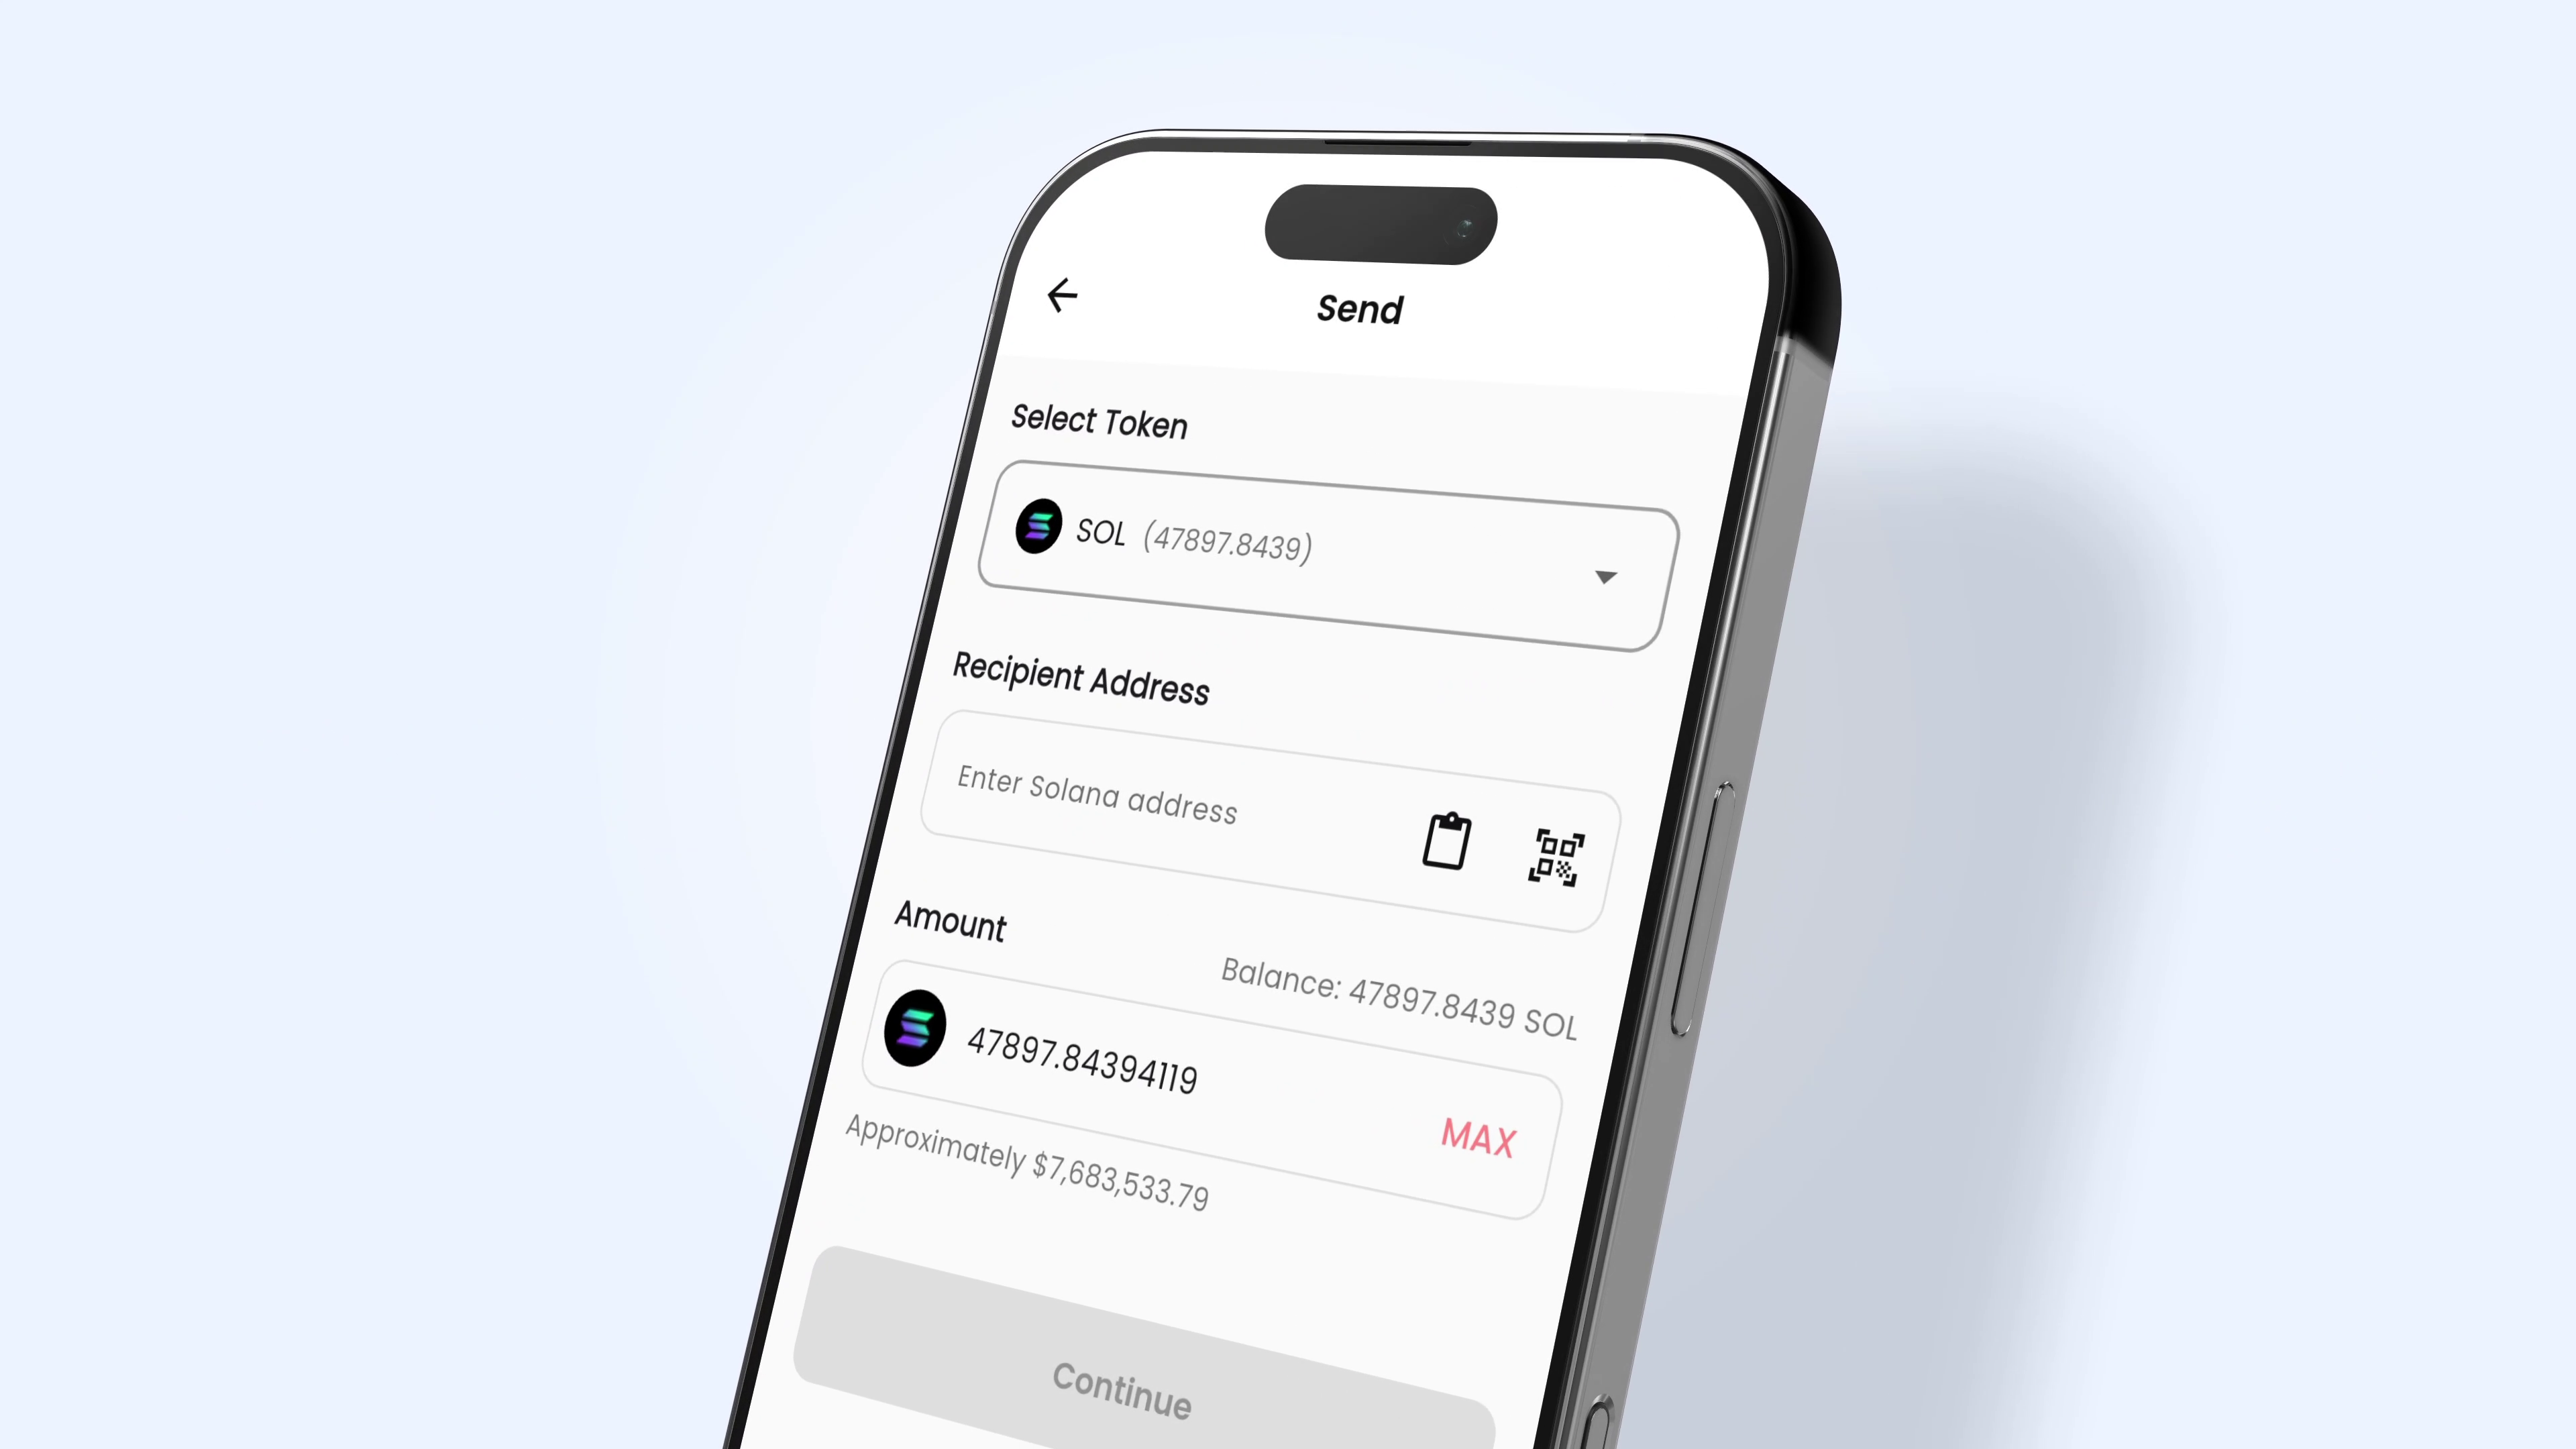 Send
Select Token
SOL (47897.8439)
Recipient Address
Enter Solana address
Amount
Balance: 47897.8439 SOL
47897.84394119
MAX
Approximately $7,683,533.79
Continue